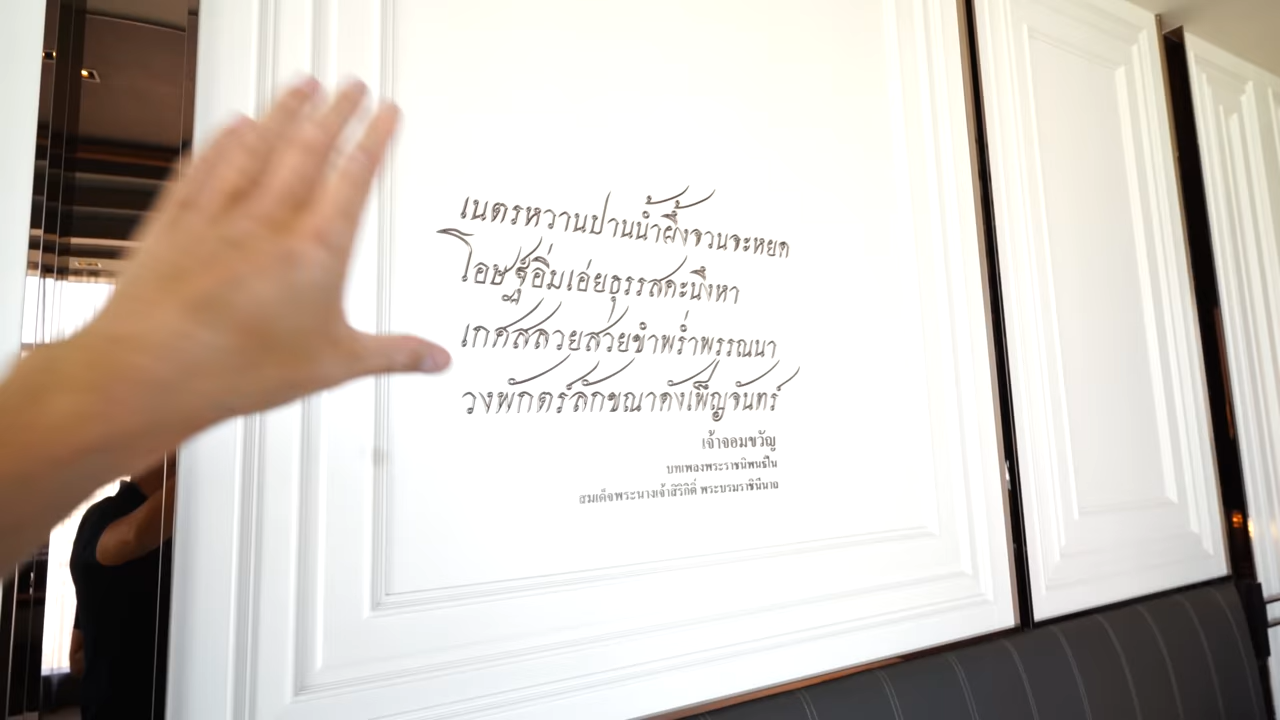 เนตรหวานปานน้ำผึ้งจวนจะหยด
โอษฐ์อิ่มเอ่ยธุรรสคะนึงหา
เกศสลวยสวยขำพร่ำพรรณนา
วงพักตร์ลักขณาดังเพ็ญจันทร์
เจ้าจอมขวัญ
บทเพลงพระราชนิพนธ์ใน
สมเด็จพระนางเจ้าสิริกิติ์ พระบรมราชินีนาถ